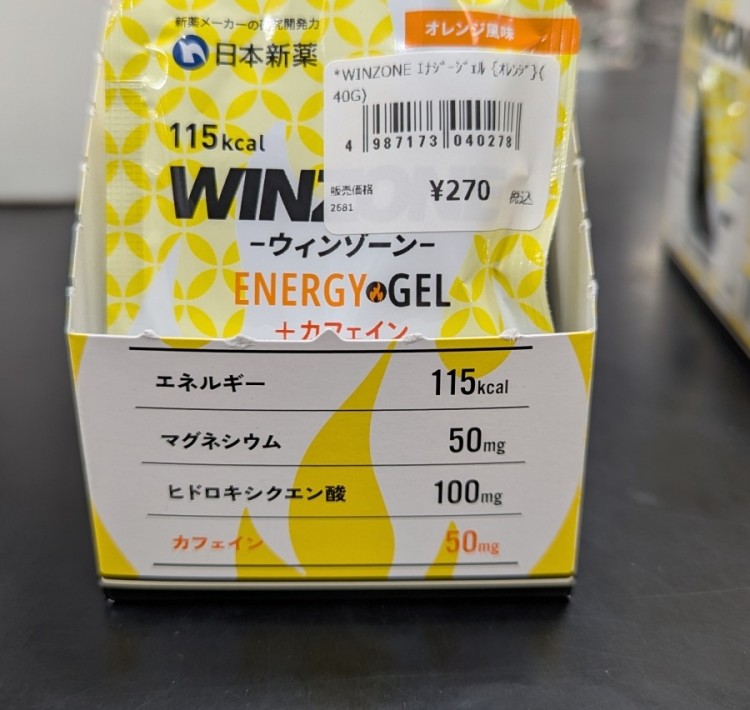 新薬メーカーの研究開発力
日本新薬
オレンジ風味
*WINZONE エナジージェル {オレンジ}(
40G)
4 987173 040278
販売価格
2681
¥270 税込
115kcal
WINZONE
-ウィンゾーン-
ENERGY GEL
+カフェイン
エネルギー 115kcal
マグネシウム 50mg
ヒドロキシクエン酸 100mg
カフェイン 50mg